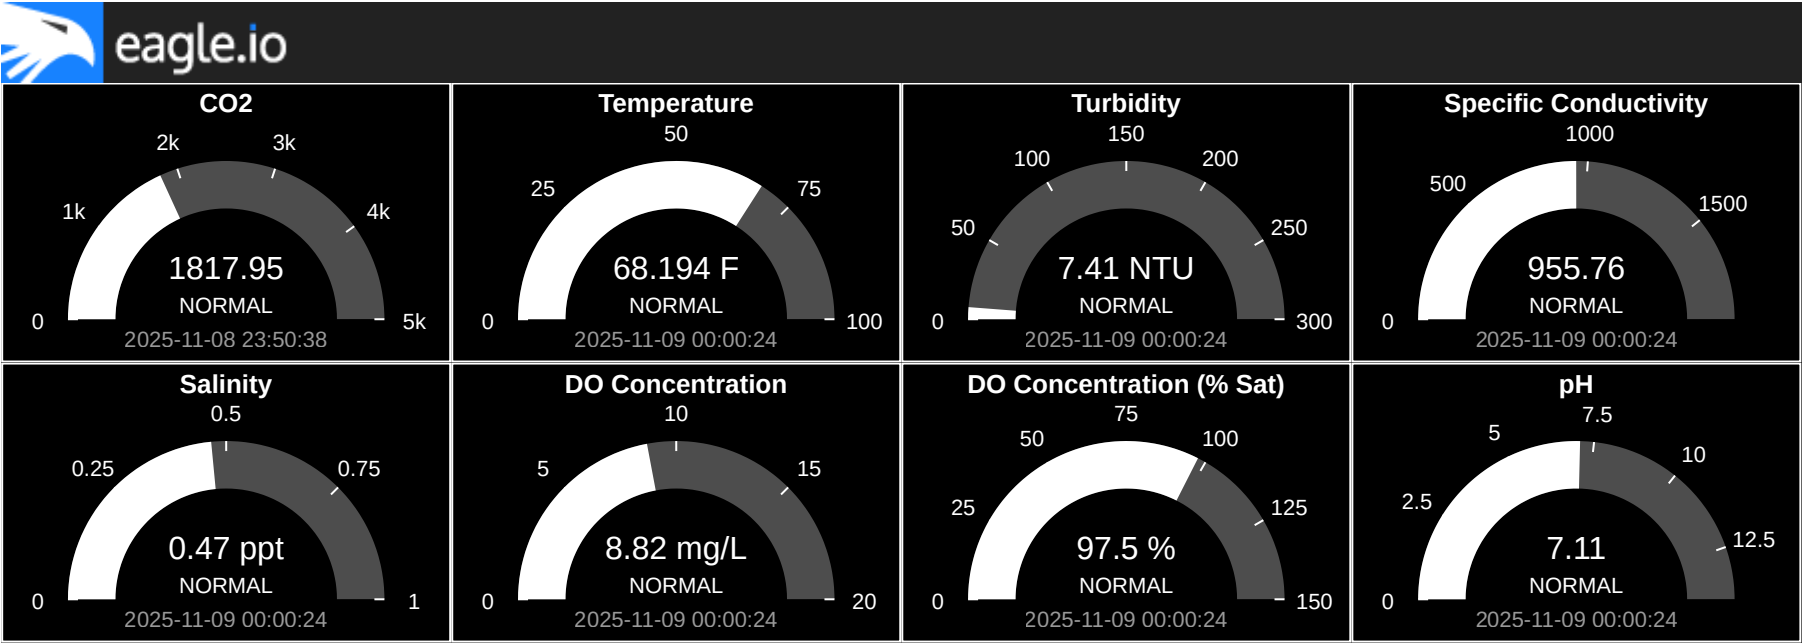 eagle.io
CO2
2k
3k
1k
4k
1817.95
NORMAL
0
5k
2025-11-08 23:50:38
Temperature
50
25
75
68.194 F
NORMAL
0
100
2025-11-09 00:00:24
Turbidity
150
100
200
50
250
7.41 NTU
NORMAL
0
300
2025-11-09 00:00:24
Specific Conductivity
1000
500
1500
955.76
NORMAL
0
2025-11-09 00:00:24
Salinity
0.5
0.25
0.75
0.47 ppt
NORMAL
0
1
2025-11-09 00:00:24
DO Concentration
10
5
15
8.82 mg/L
NORMAL
0
20
2025-11-09 00:00:24
DO Concentration (% Sat)
75
50
100
25
125
97.5 %
NORMAL
0
150
2025-11-09 00:00:24
pH
7.5
5
10
2.5
12.5
7.11
NORMAL
0
2025-11-09 00:00:24